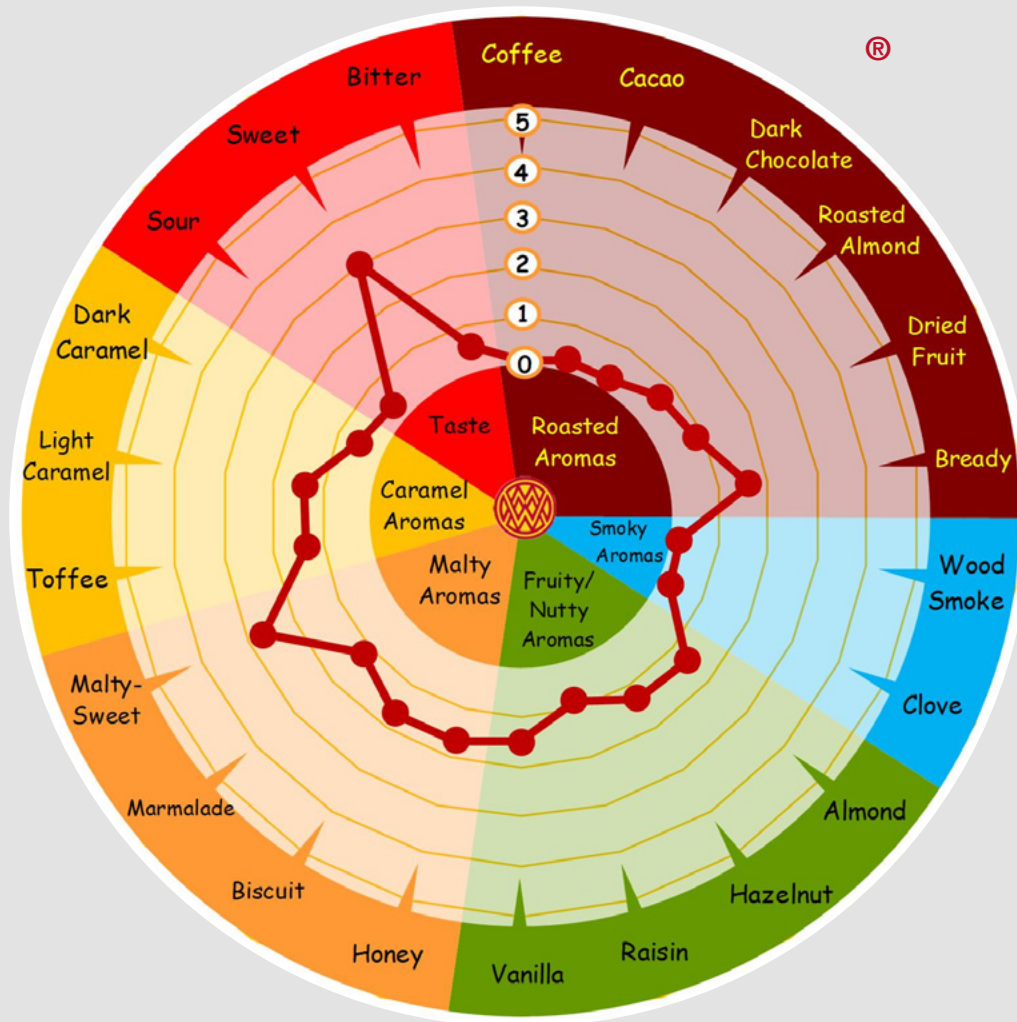 ®
Coffee
Cacao
Dark
Chocolate
Roasted
Almond
Dried
Fruit
Bready
Wood
Smoke
Clove
Almond
Hazelnut
Raisin
Vanilla
Honey
Biscuit
Marmalade
Malty-
Sweet
Toffee
Light
Caramel
Dark
Caramel
Sour
Sweet
Bitter
5
4
3
2
1
0
Taste
Roasted
Aromas
Smoky
Aromas
Fruity/
Nutty
Aromas
Malty
Aromas
Caramel
Aromas